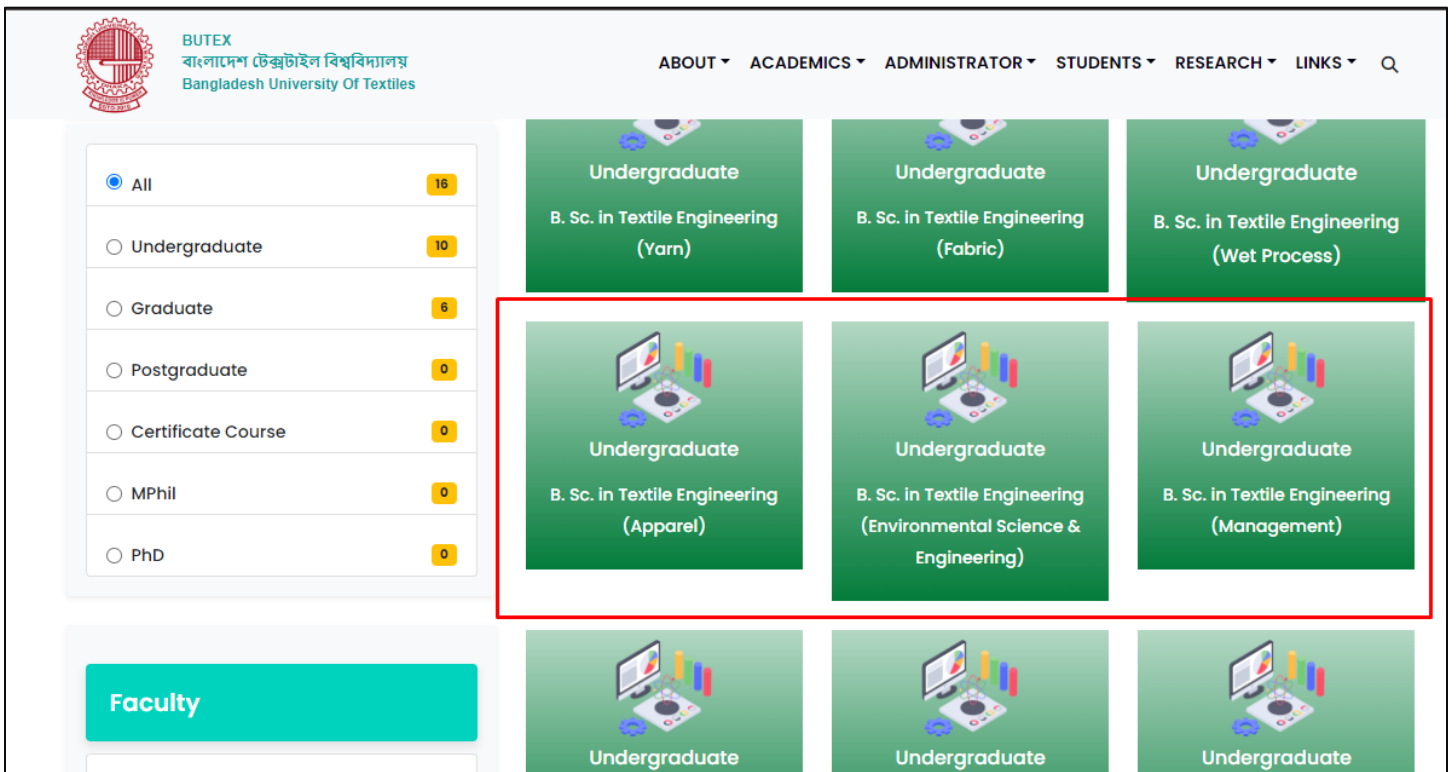 BUTEX
বাংলাদেশ টেক্সটাইল বিশ্ববিদ্যালয়
Bangladesh University Of Textiles
ABOUT ACADEMICS ADMINISTRATOR STUDENTS RESEARCH LINKS
All 16
Undergraduate 10
Graduate 6
Postgraduate 0
Certificate Course 0
MPhil 0
PhD 0
Faculty
Undergraduate
B. Sc. in Textile Engineering
(Yarn)
Undergraduate
B. Sc. in Textile Engineering
(Fabric)
Undergraduate
B. Sc. in Textile Engineering
(Wet Process)
Undergraduate
B. Sc. in Textile Engineering
(Apparel)
Undergraduate
B. Sc. in Textile Engineering
(Environmental Science &
Engineering)
Undergraduate
B. Sc. in Textile Engineering
(Management)
Undergraduate
Undergraduate
Undergraduate